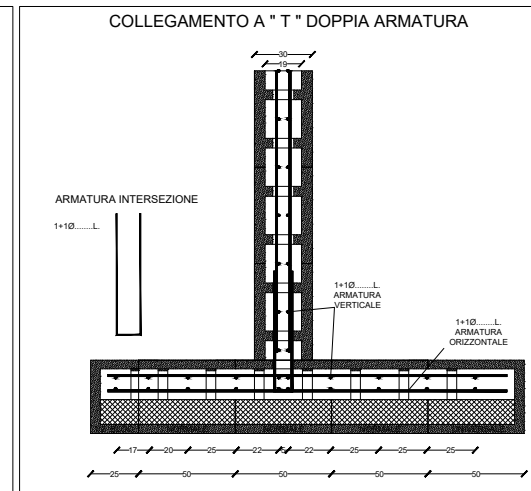 COLLEGAMENTO A " T " DOPPIA ARMATURA
30
19
ARMATURA INTERSEZIONE
1+1Ø........L.
1+1Ø........L.
ARMATURA
VERTICALE
1+1Ø........L.
ARMATURA
ORIZZONTALE
17 20 25 22 5 22 25 25 25
25 50 50 50 50